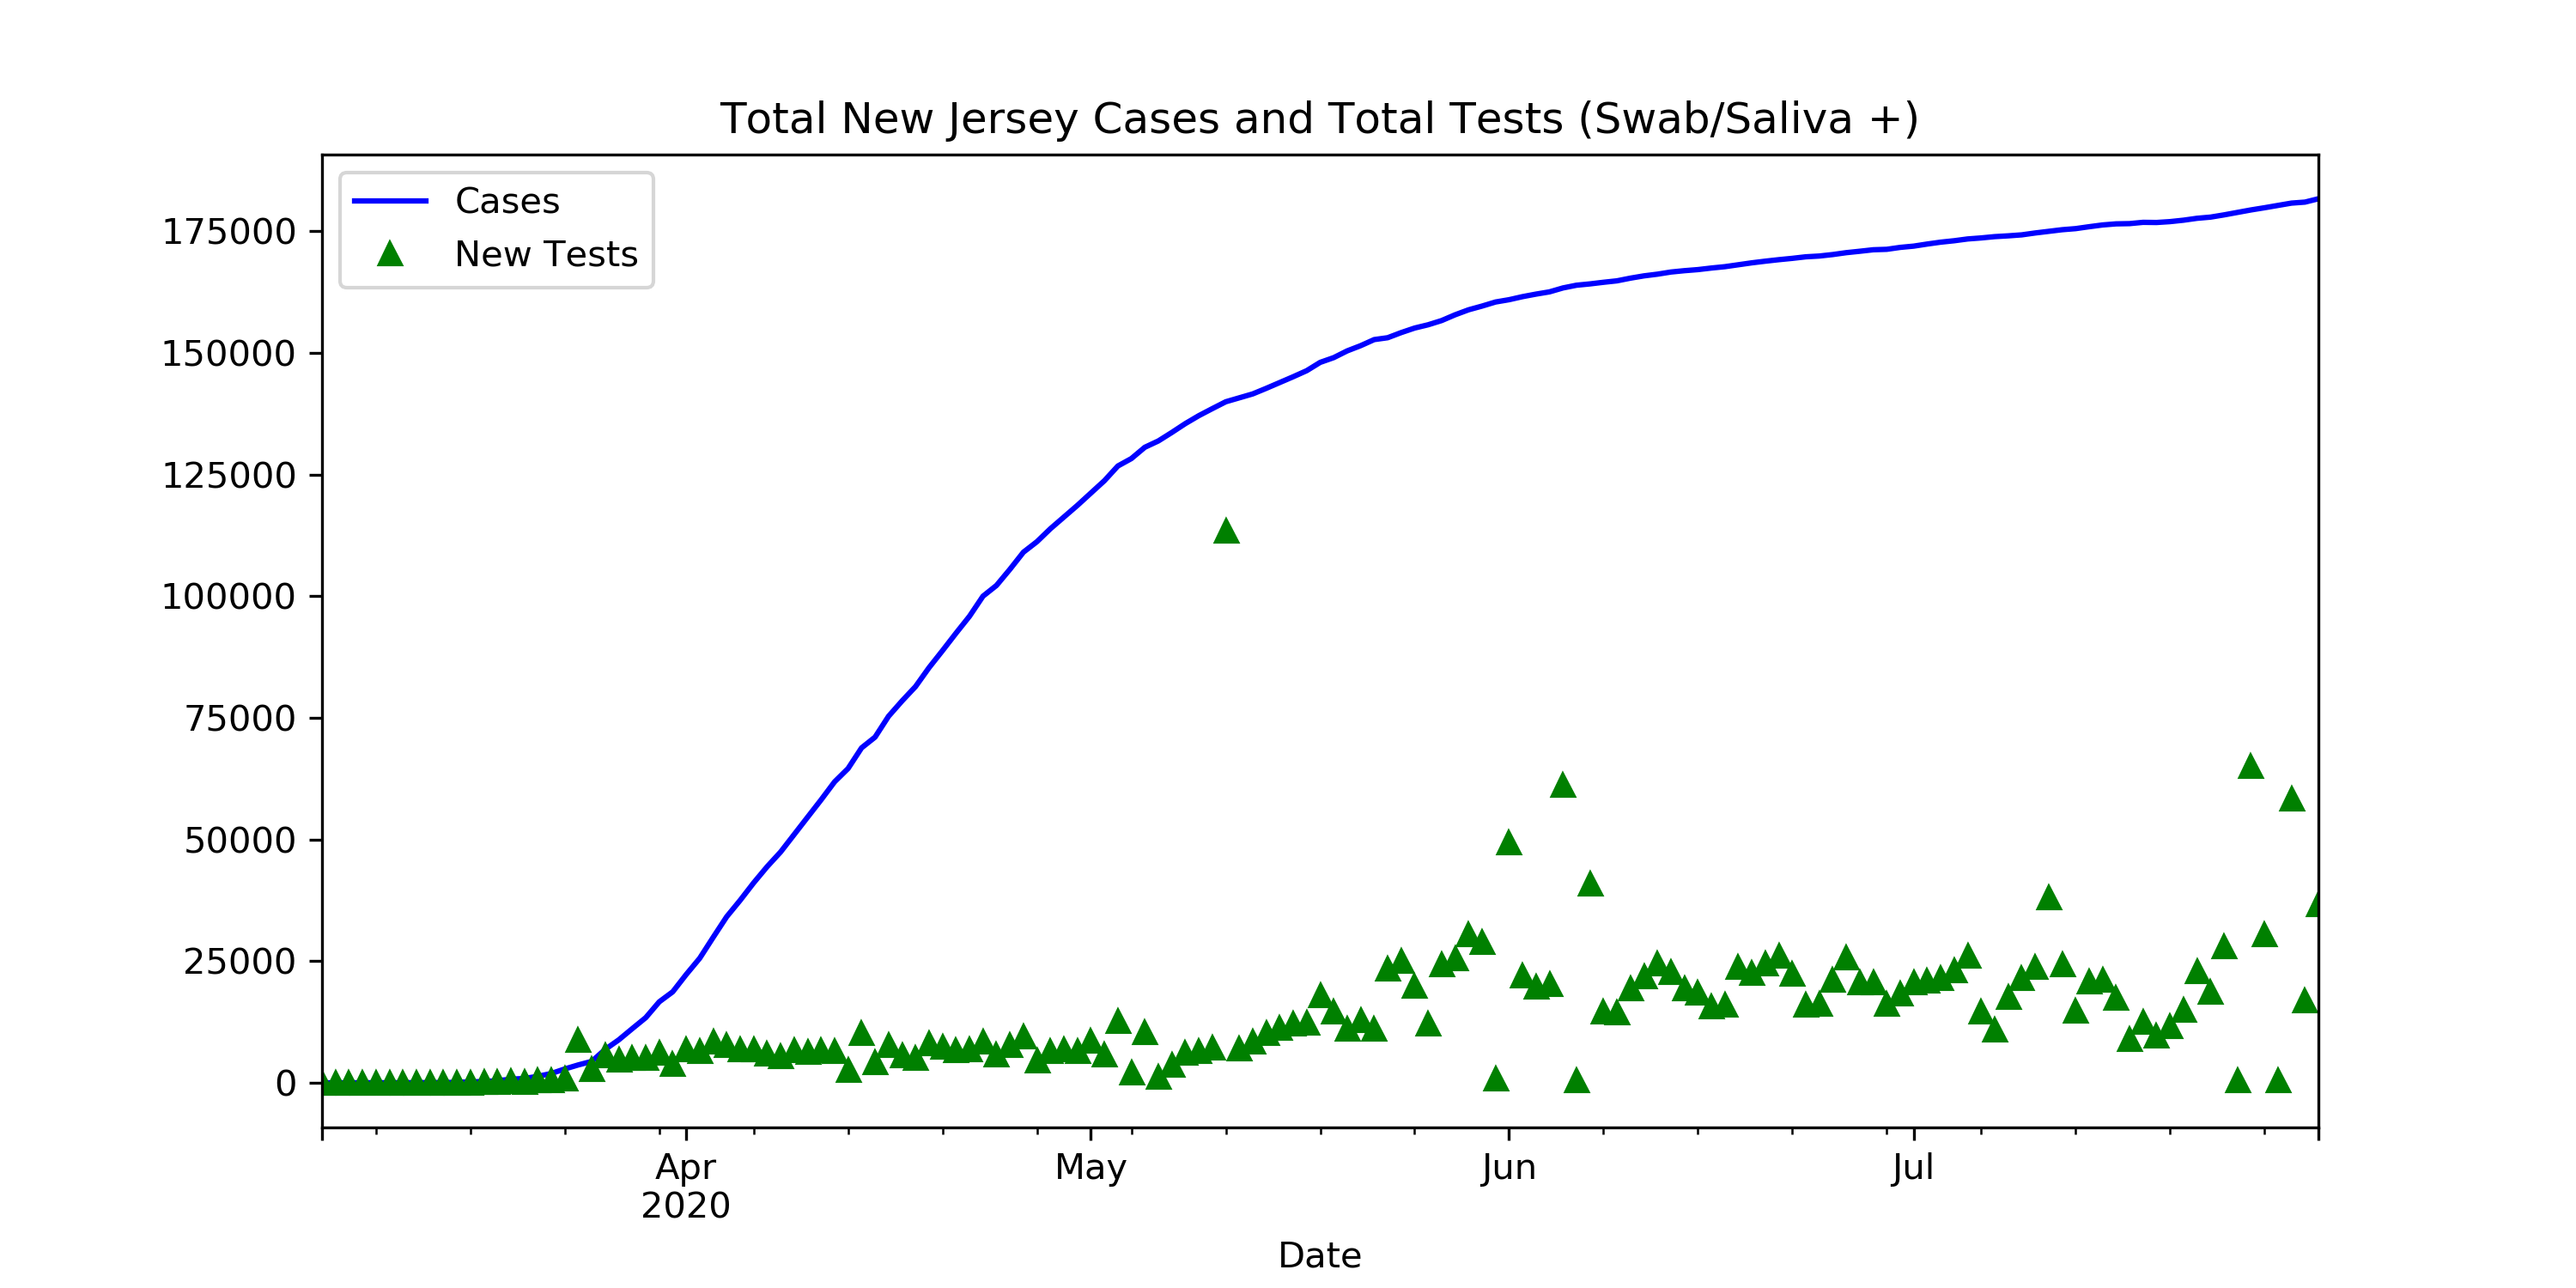 Total New Jersey Cases and Total Tests (Swab/Saliva +)
Cases
New Tests
175000
150000
125000
100000
75000
50000
25000
0
Apr
2020
May
Jun
Jul
Date